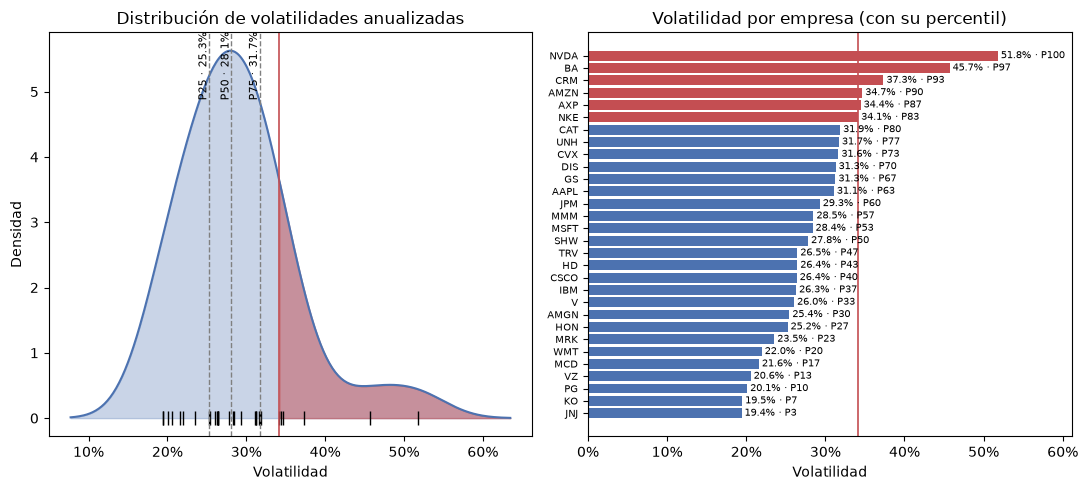 Distribución de volatilidades anualizadas
P25 · 25.3%
P50 · 28.1%
P75 · 31.7%
Densidad
5
4
3
2
1
0
10% 20% 30% 40% 50% 60%
Volatilidad
Volatilidad por empresa (con su percentil)
NVDA 51.8% · P100
BA 45.7% · P97
CRM 37.3% · P93
AMZN 34.7% · P90
AXP 34.4% · P87
NKE 34.1% · P83
CAT 31.9% · P80
UNH 31.7% · P77
CVX 31.6% · P73
DIS 31.3% · P70
GS 31.3% · P67
AAPL 31.1% · P63
JPM 29.3% · P60
MMM 28.5% · P57
MSFT 28.4% · P53
SHW 27.8% · P50
TRV 26.5% · P47
HD 26.4% · P43
CSCO 26.4% · P40
IBM 26.3% · P37
V 26.0% · P33
AMGN 25.4% · P30
HON 25.2% · P27
MRK 23.5% · P23
WMT 22.0% · P20
MCD 21.6% · P17
VZ 20.6% · P13
PG 20.1% · P10
KO 19.5% · P7
JNJ 19.4% · P3
0% 10% 20% 30% 40% 50% 60%
Volatilidad